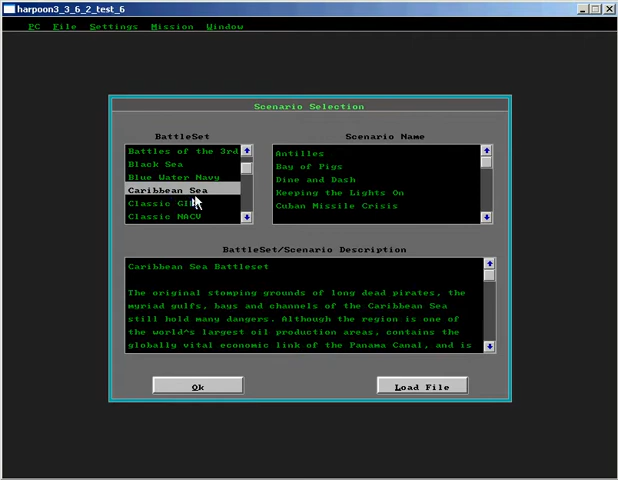 harpoon3_3_6_2_test_6
PC File Settings Mission Window
Scenario Selection
BattleSet
Scenario Name
Battles of the 3rd
Black Sea
Blue Water Navy
Caribbean Sea
Classic GI
Classic NACV
Antilles
Bay of Pigs
Dine and Dash
Keeping the Lights On
Cuban Missile Crisis
BattleSet/Scenario Description
Caribbean Sea Battleset
The original stomping grounds of long dead pirates, the
myriad gulfs, bays and channels of the Caribbean Sea
still hold many dangers. Although the region is one of
the world^s largest oil production areas, contains the
globally vital economic link of the Panama Canal, and is
Ok
Load File